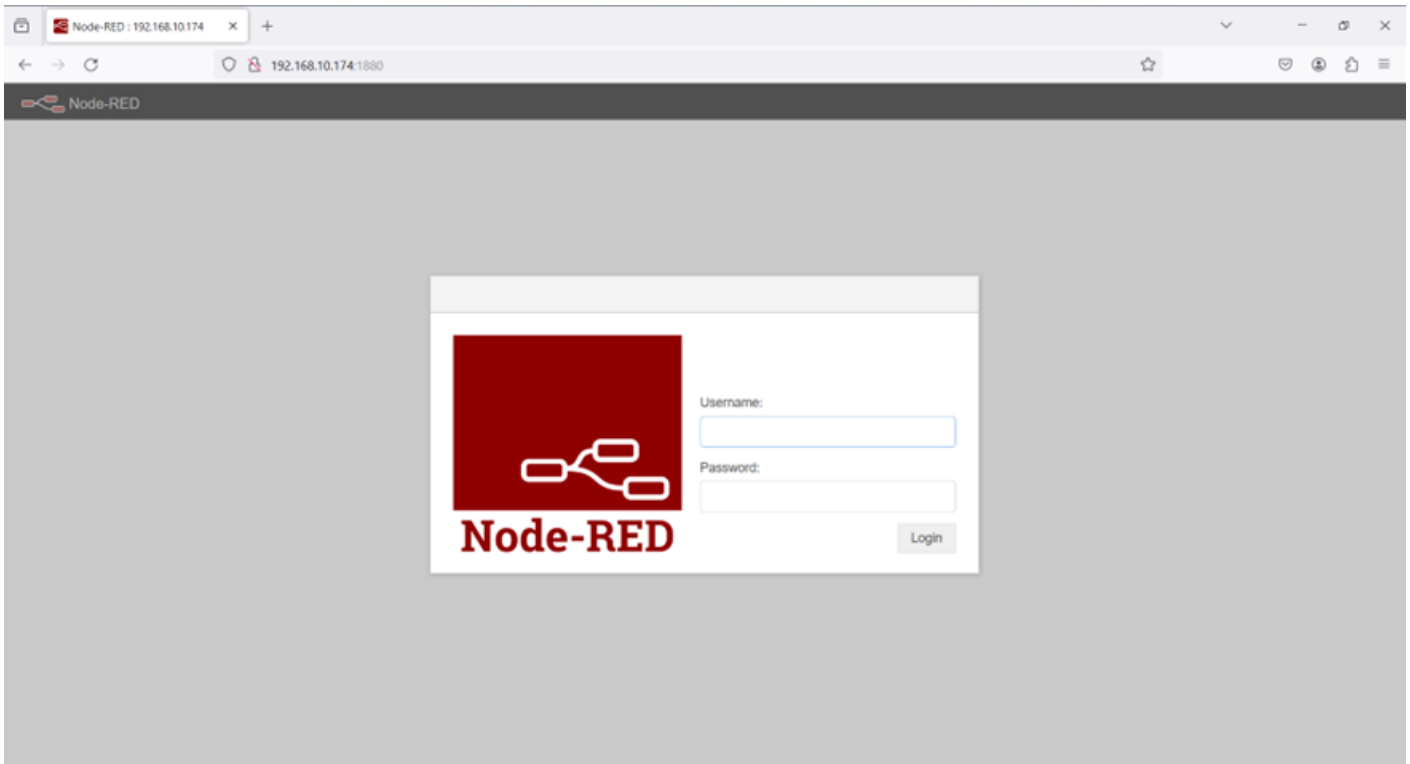 Node-RED : 192.168.10.174
192.168.10.174:1880
Node-RED
Username:
Password:
Node-RED
Login